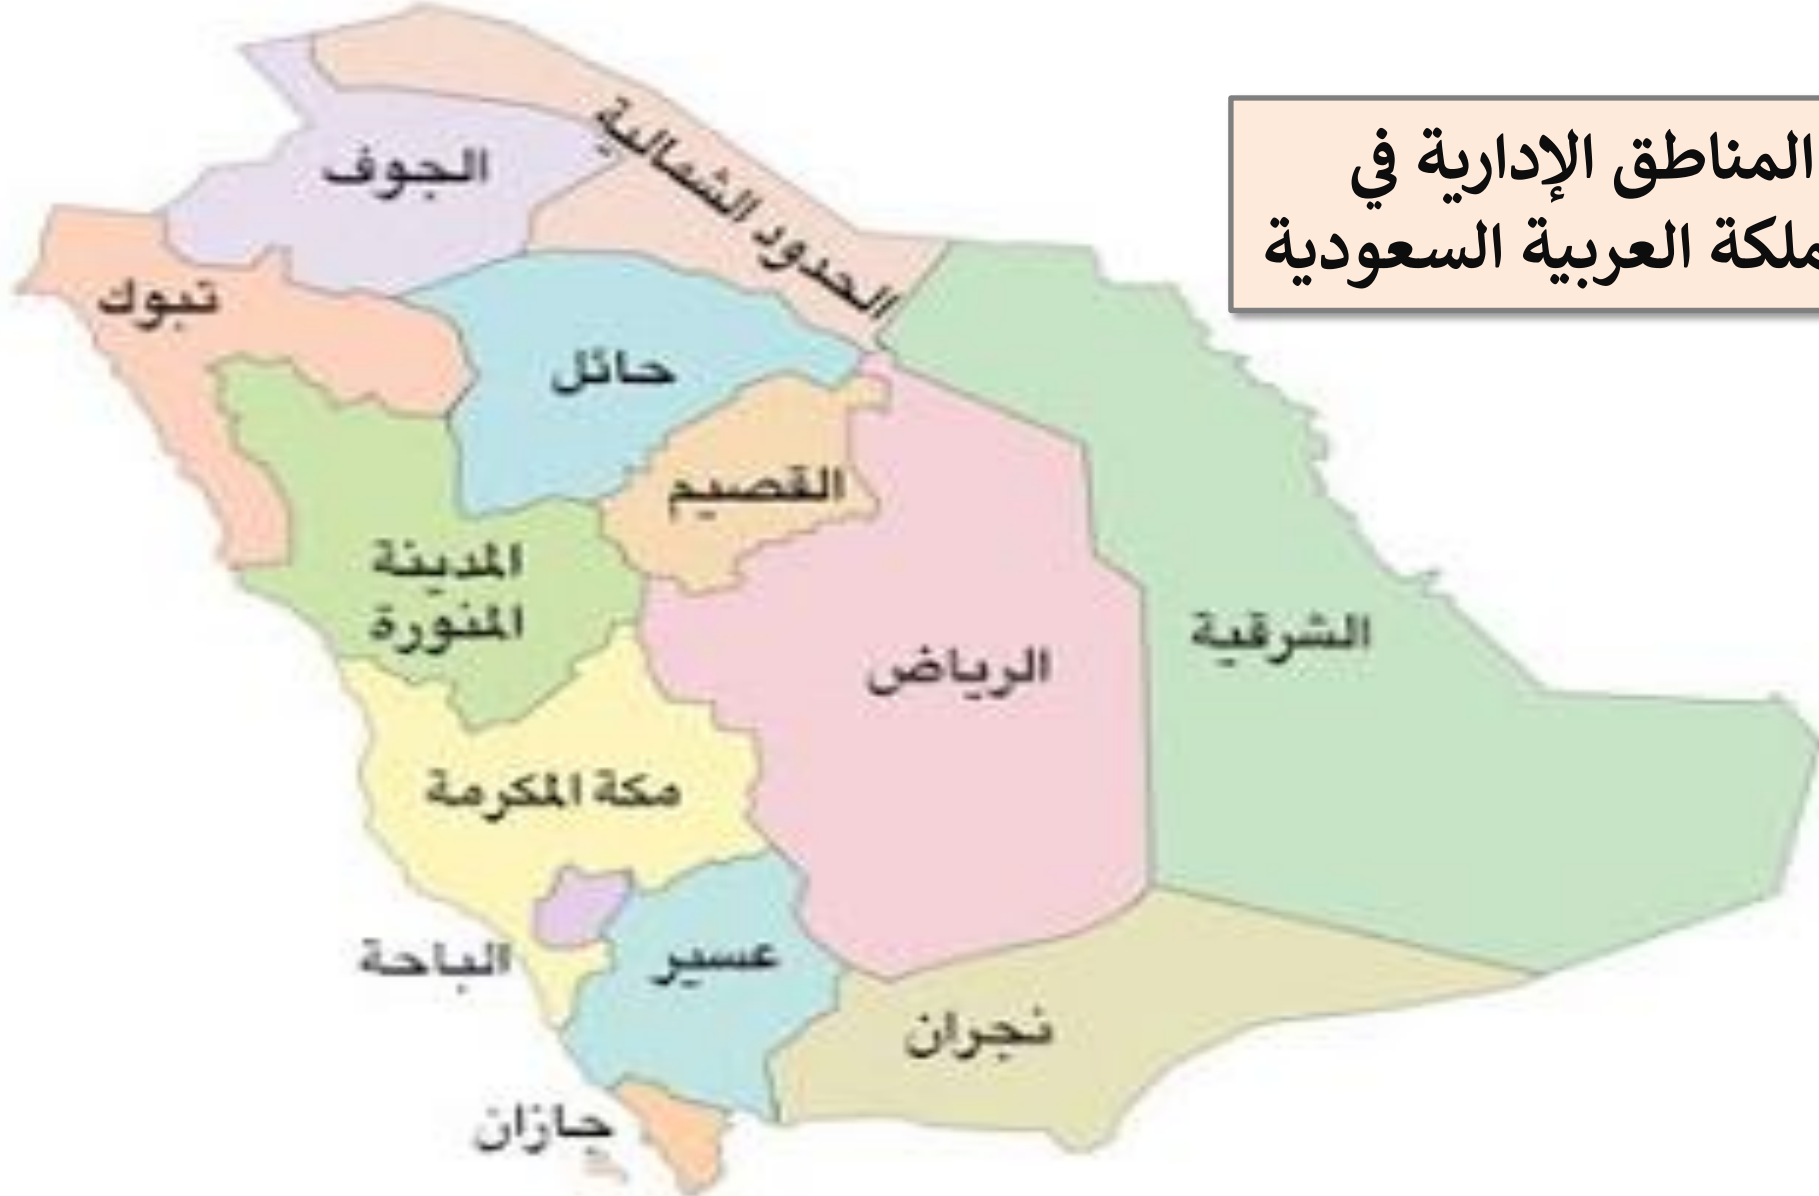 المناطق الإدارية في
ملكة العربية السعودية
الحدود الشمالية
الجوف
تبوك
حائل
القصيم
المدينة
المنورة
الشرقية
الرياض
مكة المكرمة
الباحة
عسير
نجران
جازان